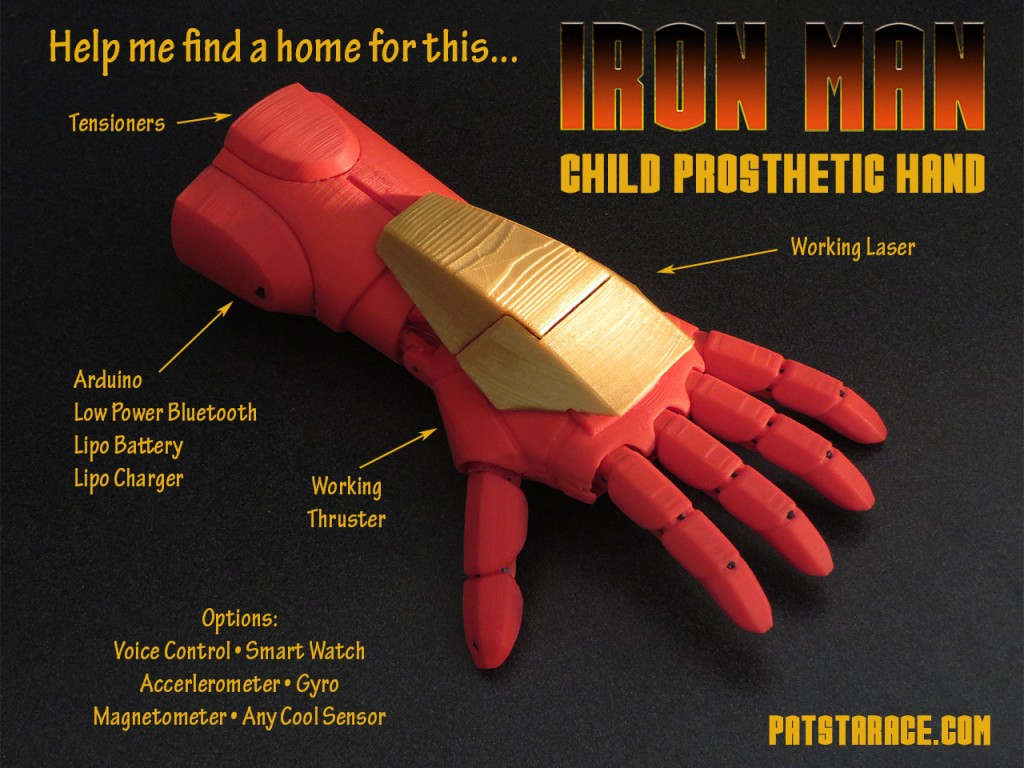 Help me find a home for this...
IRON MAN
CHILD PROSTHETIC HAND
Tensioners
Working Laser
Arduino
Low Power Bluetooth
Lipo Battery
Lipo Charger
Working
Thruster
Options:
Voice Control • Smart Watch
Accerlerometer • Gyro
Magnetometer • Any Cool Sensor
PATSTARACE.COM